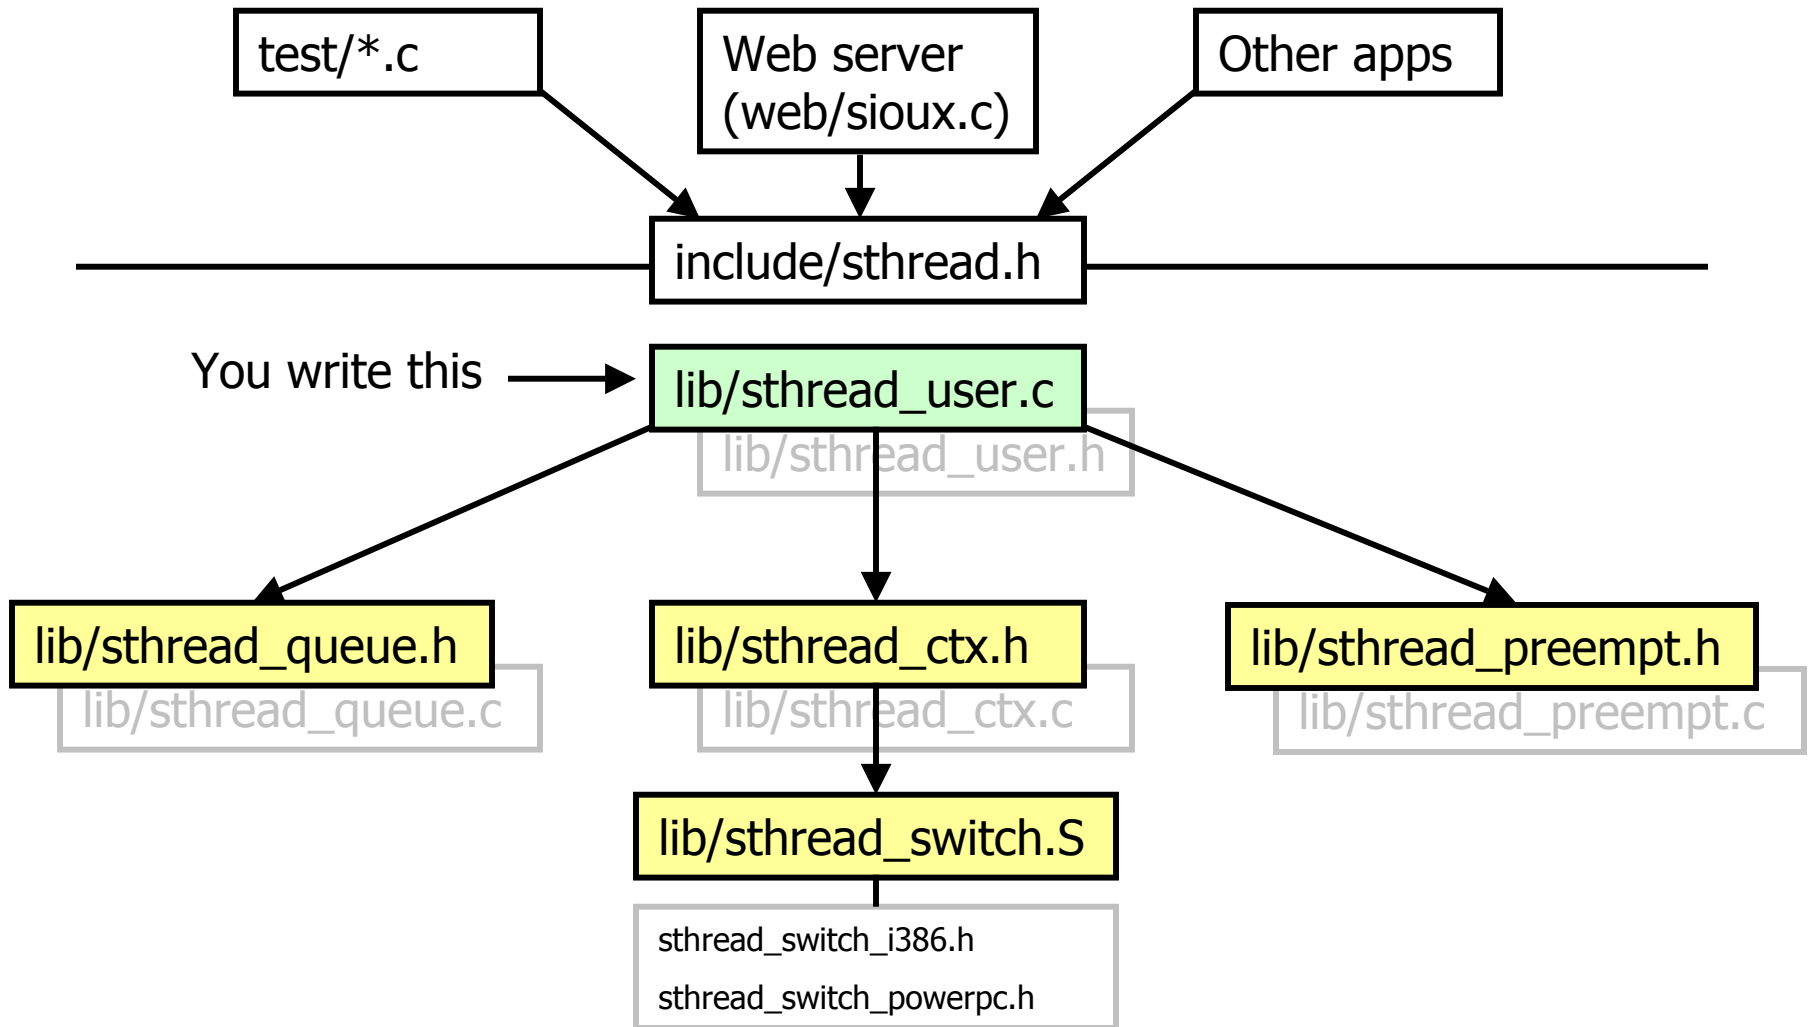 test/*.c
Web server
(web/sioux.c)
Other apps
include/sthread.h
You write this
lib/sthread_user.c
lib/sthread_user.h
lib/sthread_queue.h
lib/sthread_ctx.h
lib/sthread_preempt.h
lib/sthread_queue.c
lib/sthread_ctx.c
lib/sthread_preempt.c
lib/sthread_switch.S
sthread_switch_i386.h
sthread_switch_powerpc.h